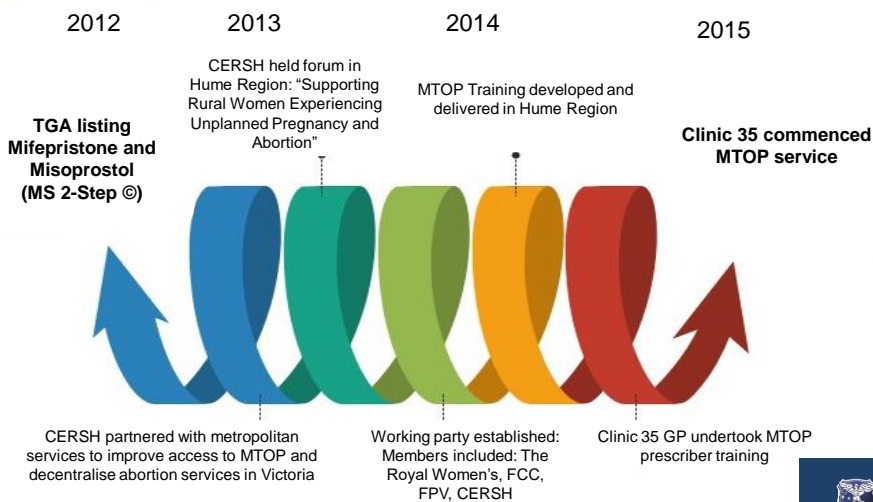 2012
2013
2014
2015
TGA listing
Mifepristone and
Misoprostol
(MS 2-Step ©)
CERSH held forum in
Hume Region: “Supporting
Rural Women Experiencing
Unplanned Pregnancy and
Abortion”
MTOP Training developed and
delivered in Hume Region
Clinic 35 commenced
MTOP service
CERSH partnered with metropolitan
services to improve access to MTOP and
decentralise abortion services in Victoria
Working party established:
Members included: The
Royal Women’s, FCC,
FPV, CERSH
Clinic 35 GP undertook MTOP
prescriber training